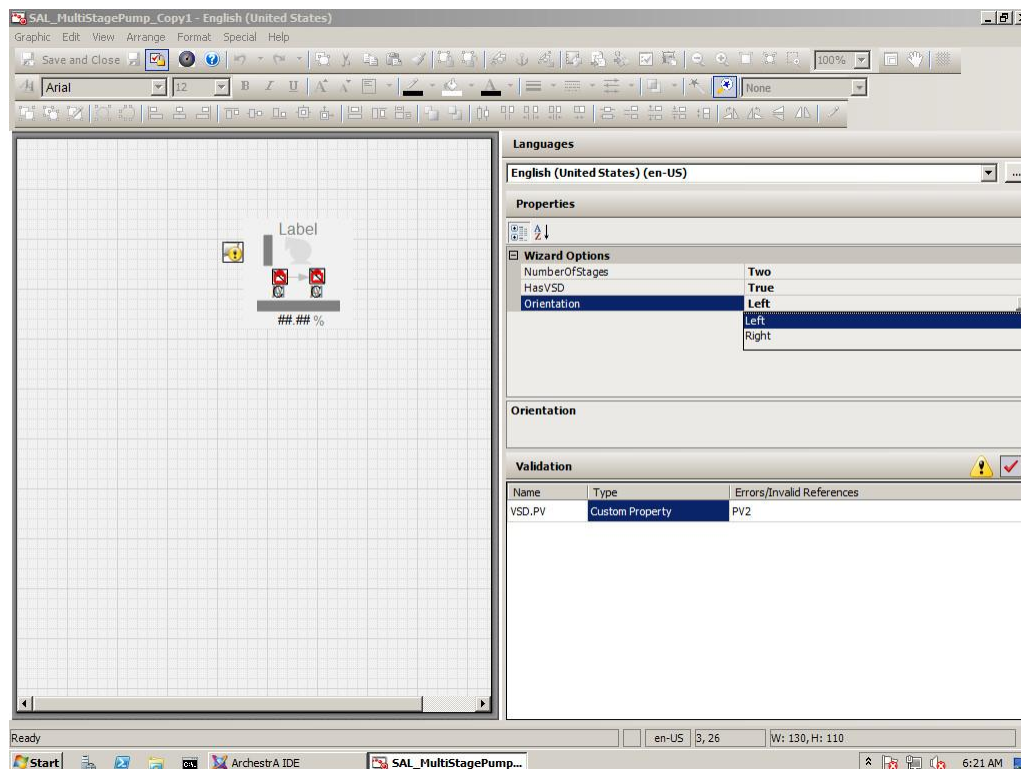 SAL_MultiStagePump_Copy1 - English (United States)
Graphic Edit View Arrange Format Special Help
Save and Close 100%
Arial 12 B I U A A A None
Languages
English (United States) (en-US) ...
Properties
Wizard Options
NumberOfStages Two
HasVSD True
Orientation Left
Left
Right
Label
##.## %
Orientation
Validation
Name Type Errors/Invalid References
VSD.PV Custom Property PV2
Ready en-US 3, 26 W: 130, H: 110
Start ArchestrA IDE SAL_MultiStagePump... 6:21 AM